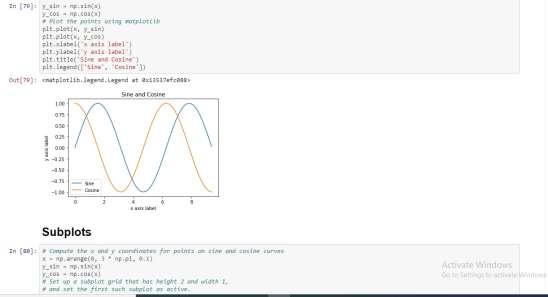 In [79]: y_sin = np.sin(x)
y_cos = np.cos(x)
# Plot the points using matplotlib
plt.plot(x, y_sin)
plt.plot(x, y_cos)
plt.xlabel('x axis label')
plt.ylabel('y axis label')
plt.title('Sine and Cosine')
plt.legend(['Sine', 'Cosine'])
Out[79]: <matplotlib.legend.Legend at 0x13537efc088>
Sine and Cosine
1.00
0.75
0.50
0.25
0.00
−0.25
−0.50
−0.75
−1.00
y axis label
Sine
Cosine
0 2 4 6 8
x axis label
Subplots
In [80]: # Compute the x and y coordinates for points on sine and cosine curves
x = np.arange(0, 3 * np.pi, 0.1)
y_sin = np.sin(x)
y_cos = np.cos(x)
# Set up a subplot grid that has height 2 and width 1,
# and set the first such subplot as active.
Activate Windows
Go to Settings to activate Windows